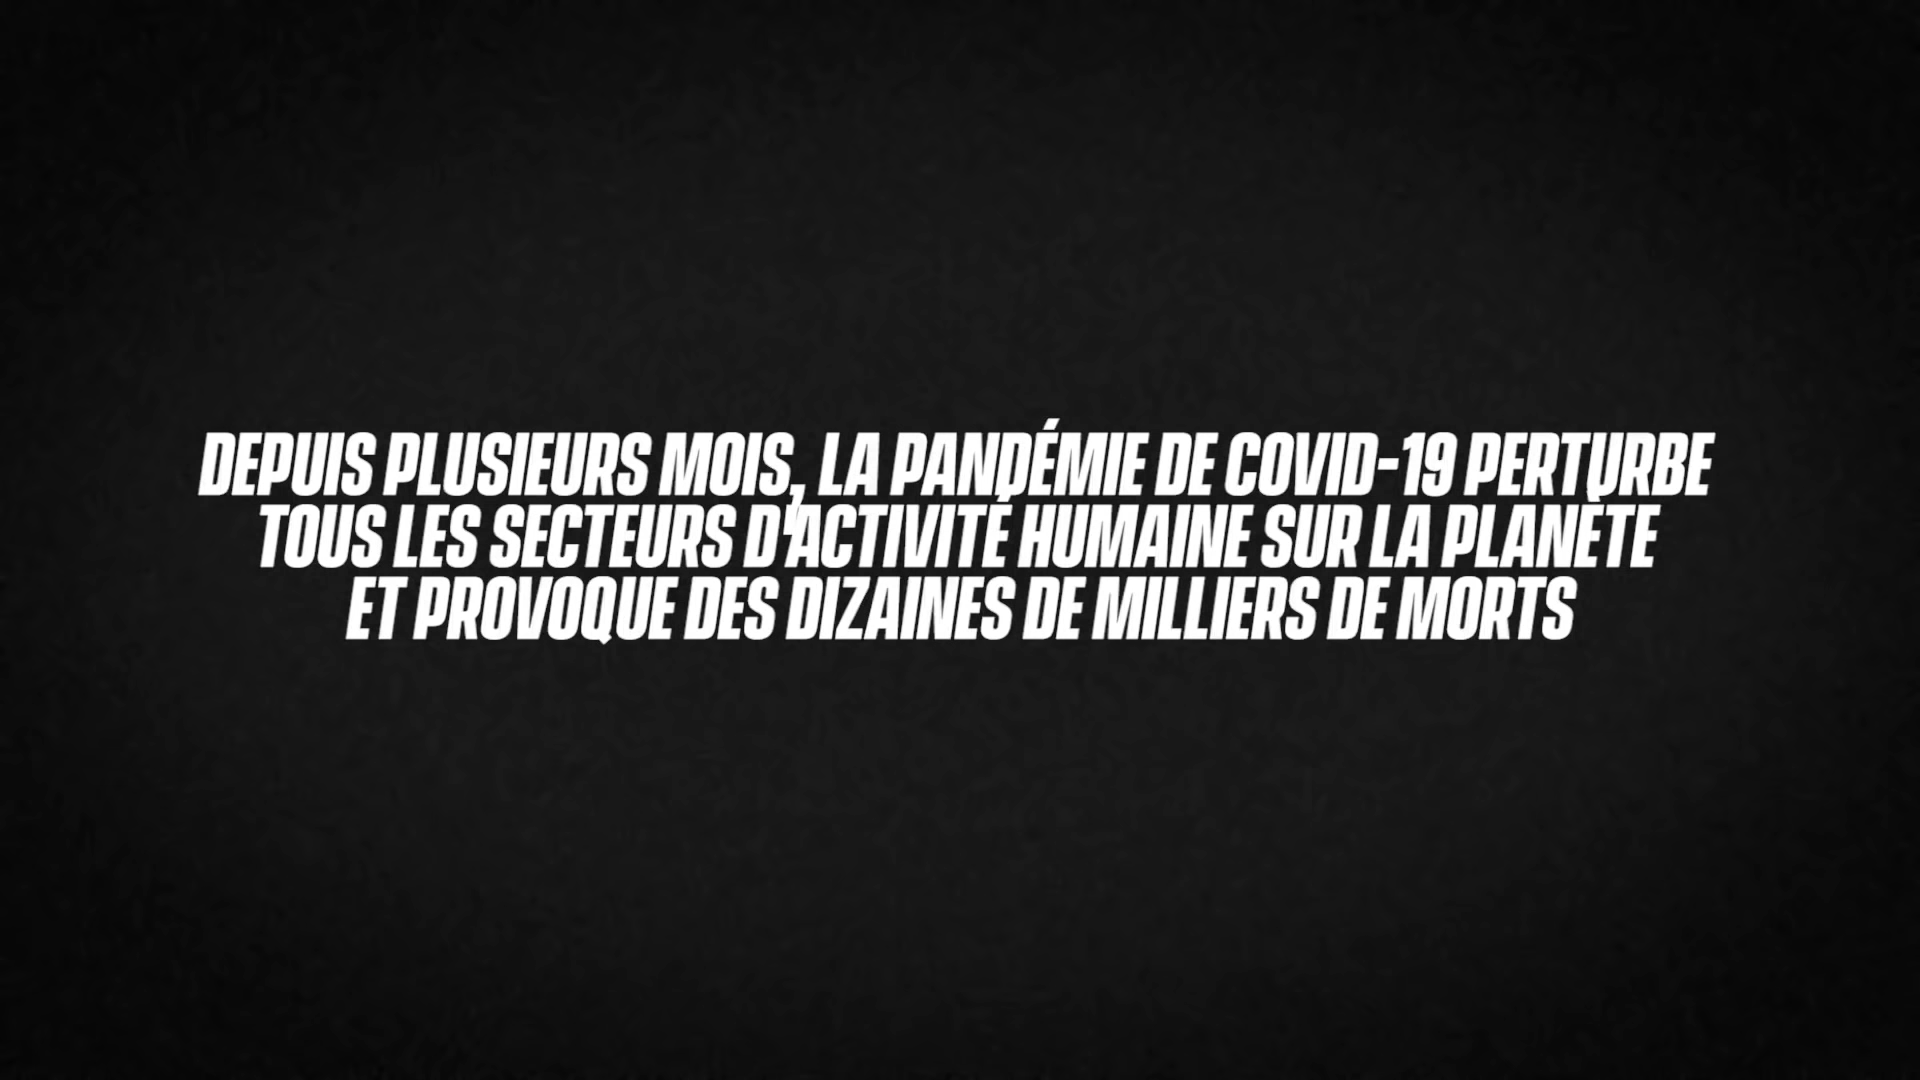 DEPUIS PLUSIEURS MOIS, LA PANDÉMIE DE COVID-19 PERTURBE
TOUS LES SECTEURS D'ACTIVITÉ HUMAINE SUR LA PLANÈTE
ET PROVOQUE DES DIZAINES DE MILLIERS DE MORTS